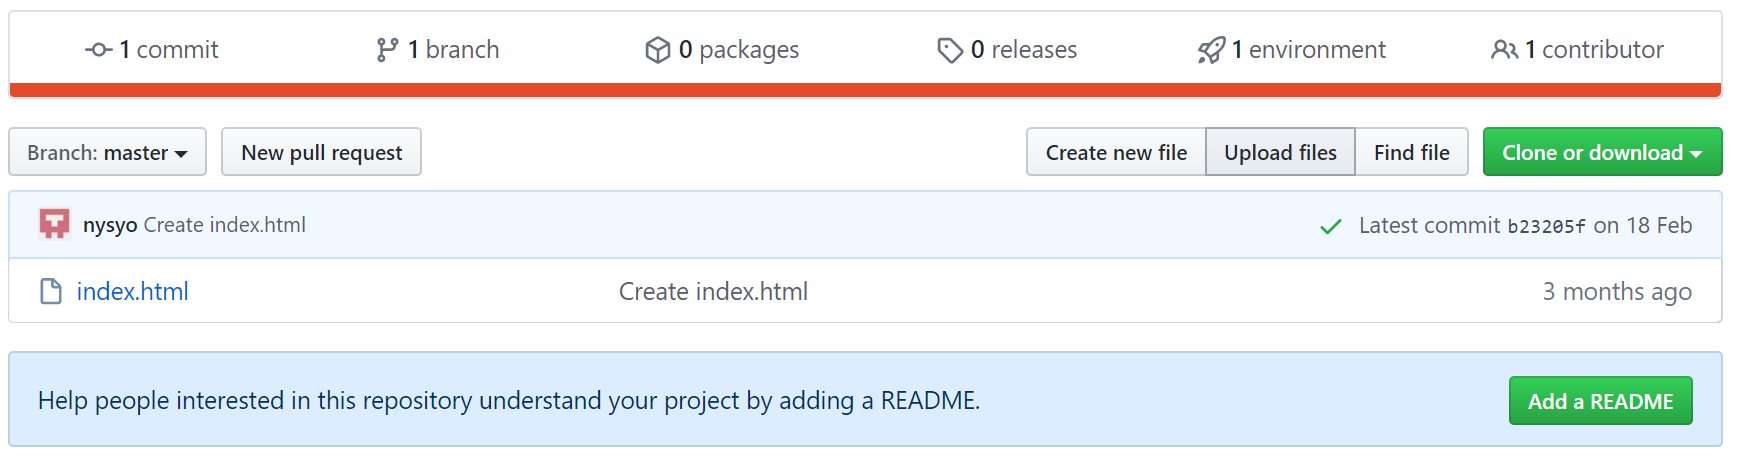 1 commit 1 branch 0 packages 0 releases 1 environment 1 contributor
Branch: master New pull request Create new file Upload files Find file Clone or download
nysyo Create index.html Latest commit b23205f on 18 Feb
index.html Create index.html 3 months ago
Help people interested in this repository understand your project by adding a README. Add a README